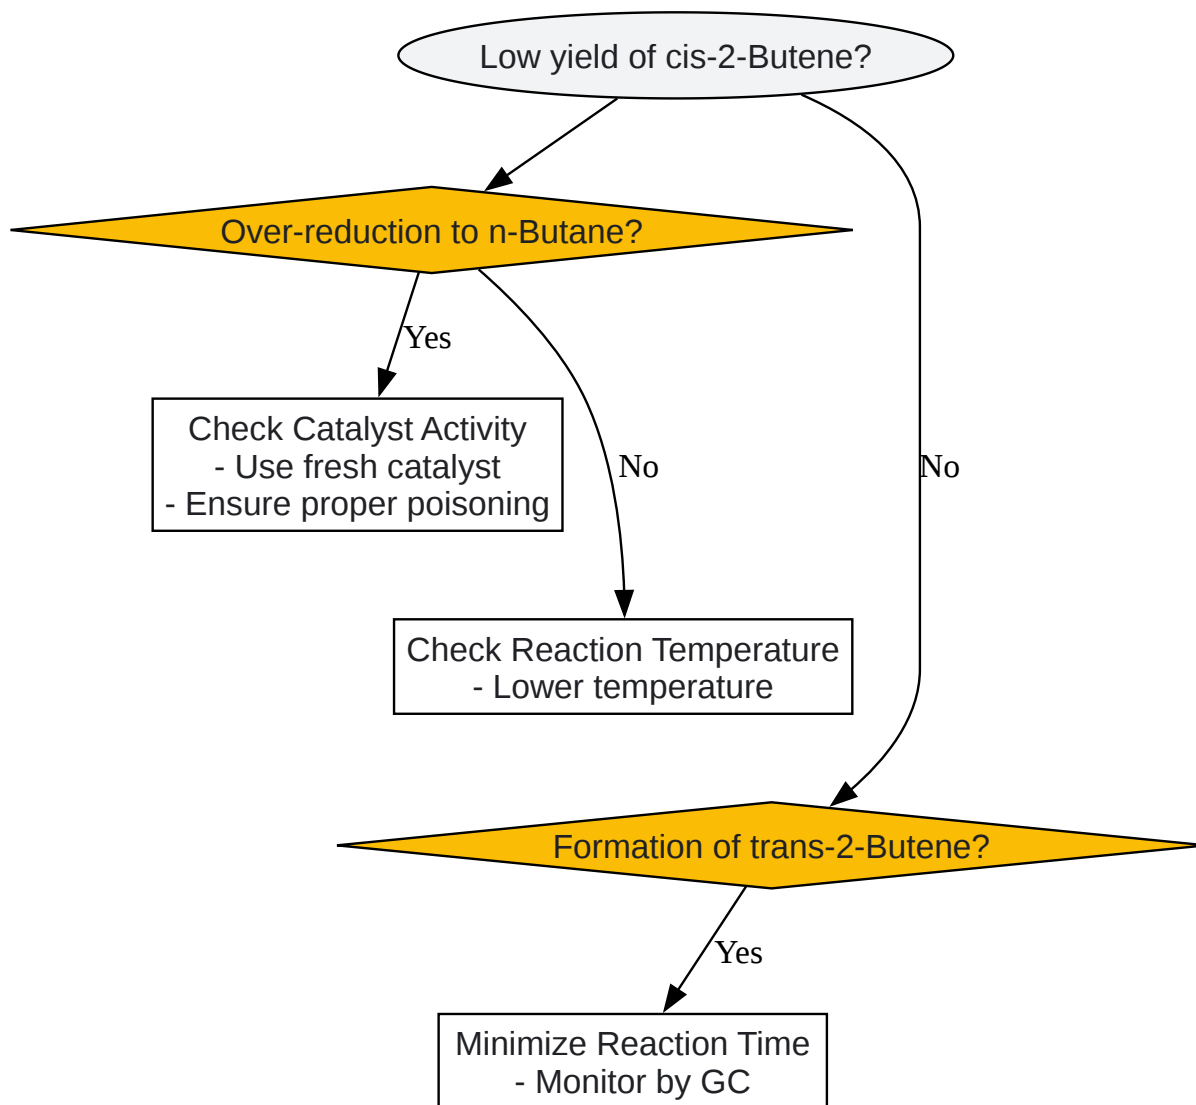 Low yield of cis-2-Butene?
Over-reduction to n-Butane?
Yes
Check Catalyst Activity
- Use fresh catalyst
- Ensure proper poisoning
No
No
Check Reaction Temperature
- Lower temperature
Formation of trans-2-Butene?
Yes
Minimize Reaction Time
- Monitor by GC